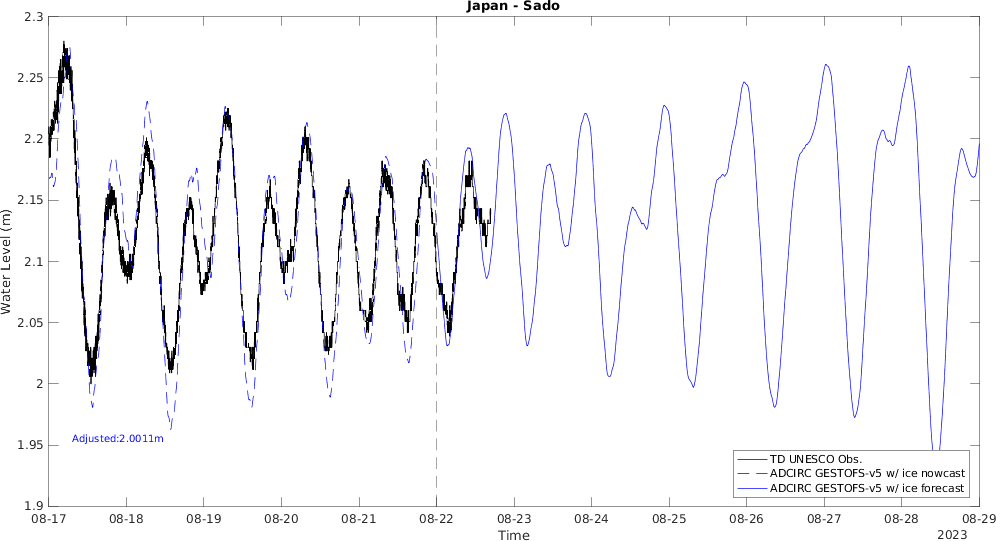 Japan - Sado
2.3
2.25
2.2
2.15
2.1
2.05
2
1.95
1.9
Water Level (m)
Adjusted:2.0011m
TD UNESCO Obs.
ADCIRC GESTOFS-v5 w/ ice nowcast
ADCIRC GESTOFS-v5 w/ ice forecast
08-17 08-18 08-19 08-20 08-21 08-22 08-23 08-24 08-25 08-26 08-27 08-28 08-29
Time
2023